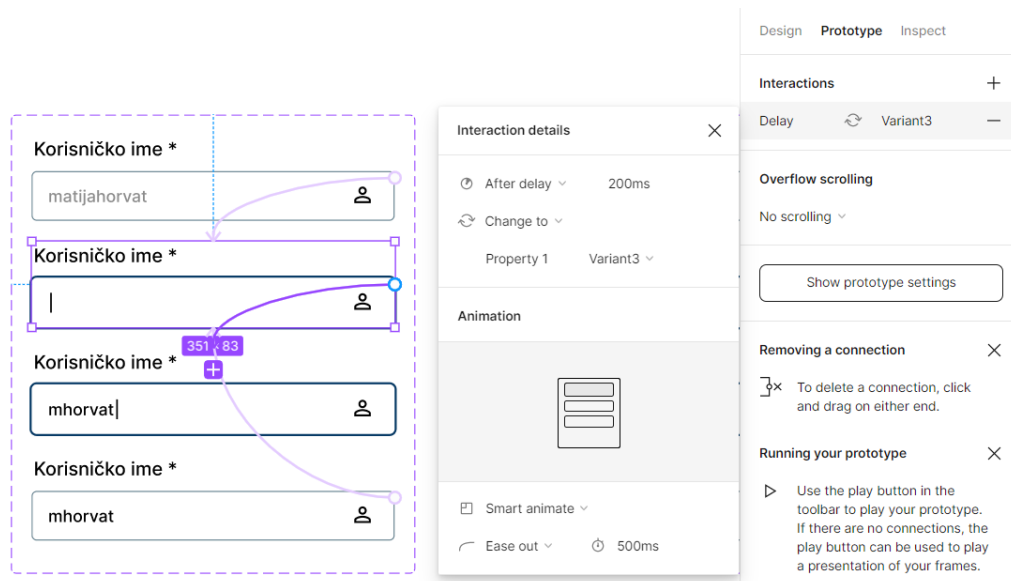 Korisničko ime *
matijahorvat
Korisničko ime *
351 × 83
Korisničko ime *
mhorvat
Korisničko ime *
mhorvat
Interaction details
After delay 200ms
Change to
Property 1 Variant3
Animation
Smart animate
Ease out 500ms
Design Prototype Inspect
Interactions
Delay Variant3
Overflow scrolling
No scrolling
Show prototype settings
Removing a connection
To delete a connection, click
and drag on either end.
Running your prototype
Use the play button in the
toolbar to play your prototype.
If there are no connections, the
play button can be used to play
a presentation of your frames.